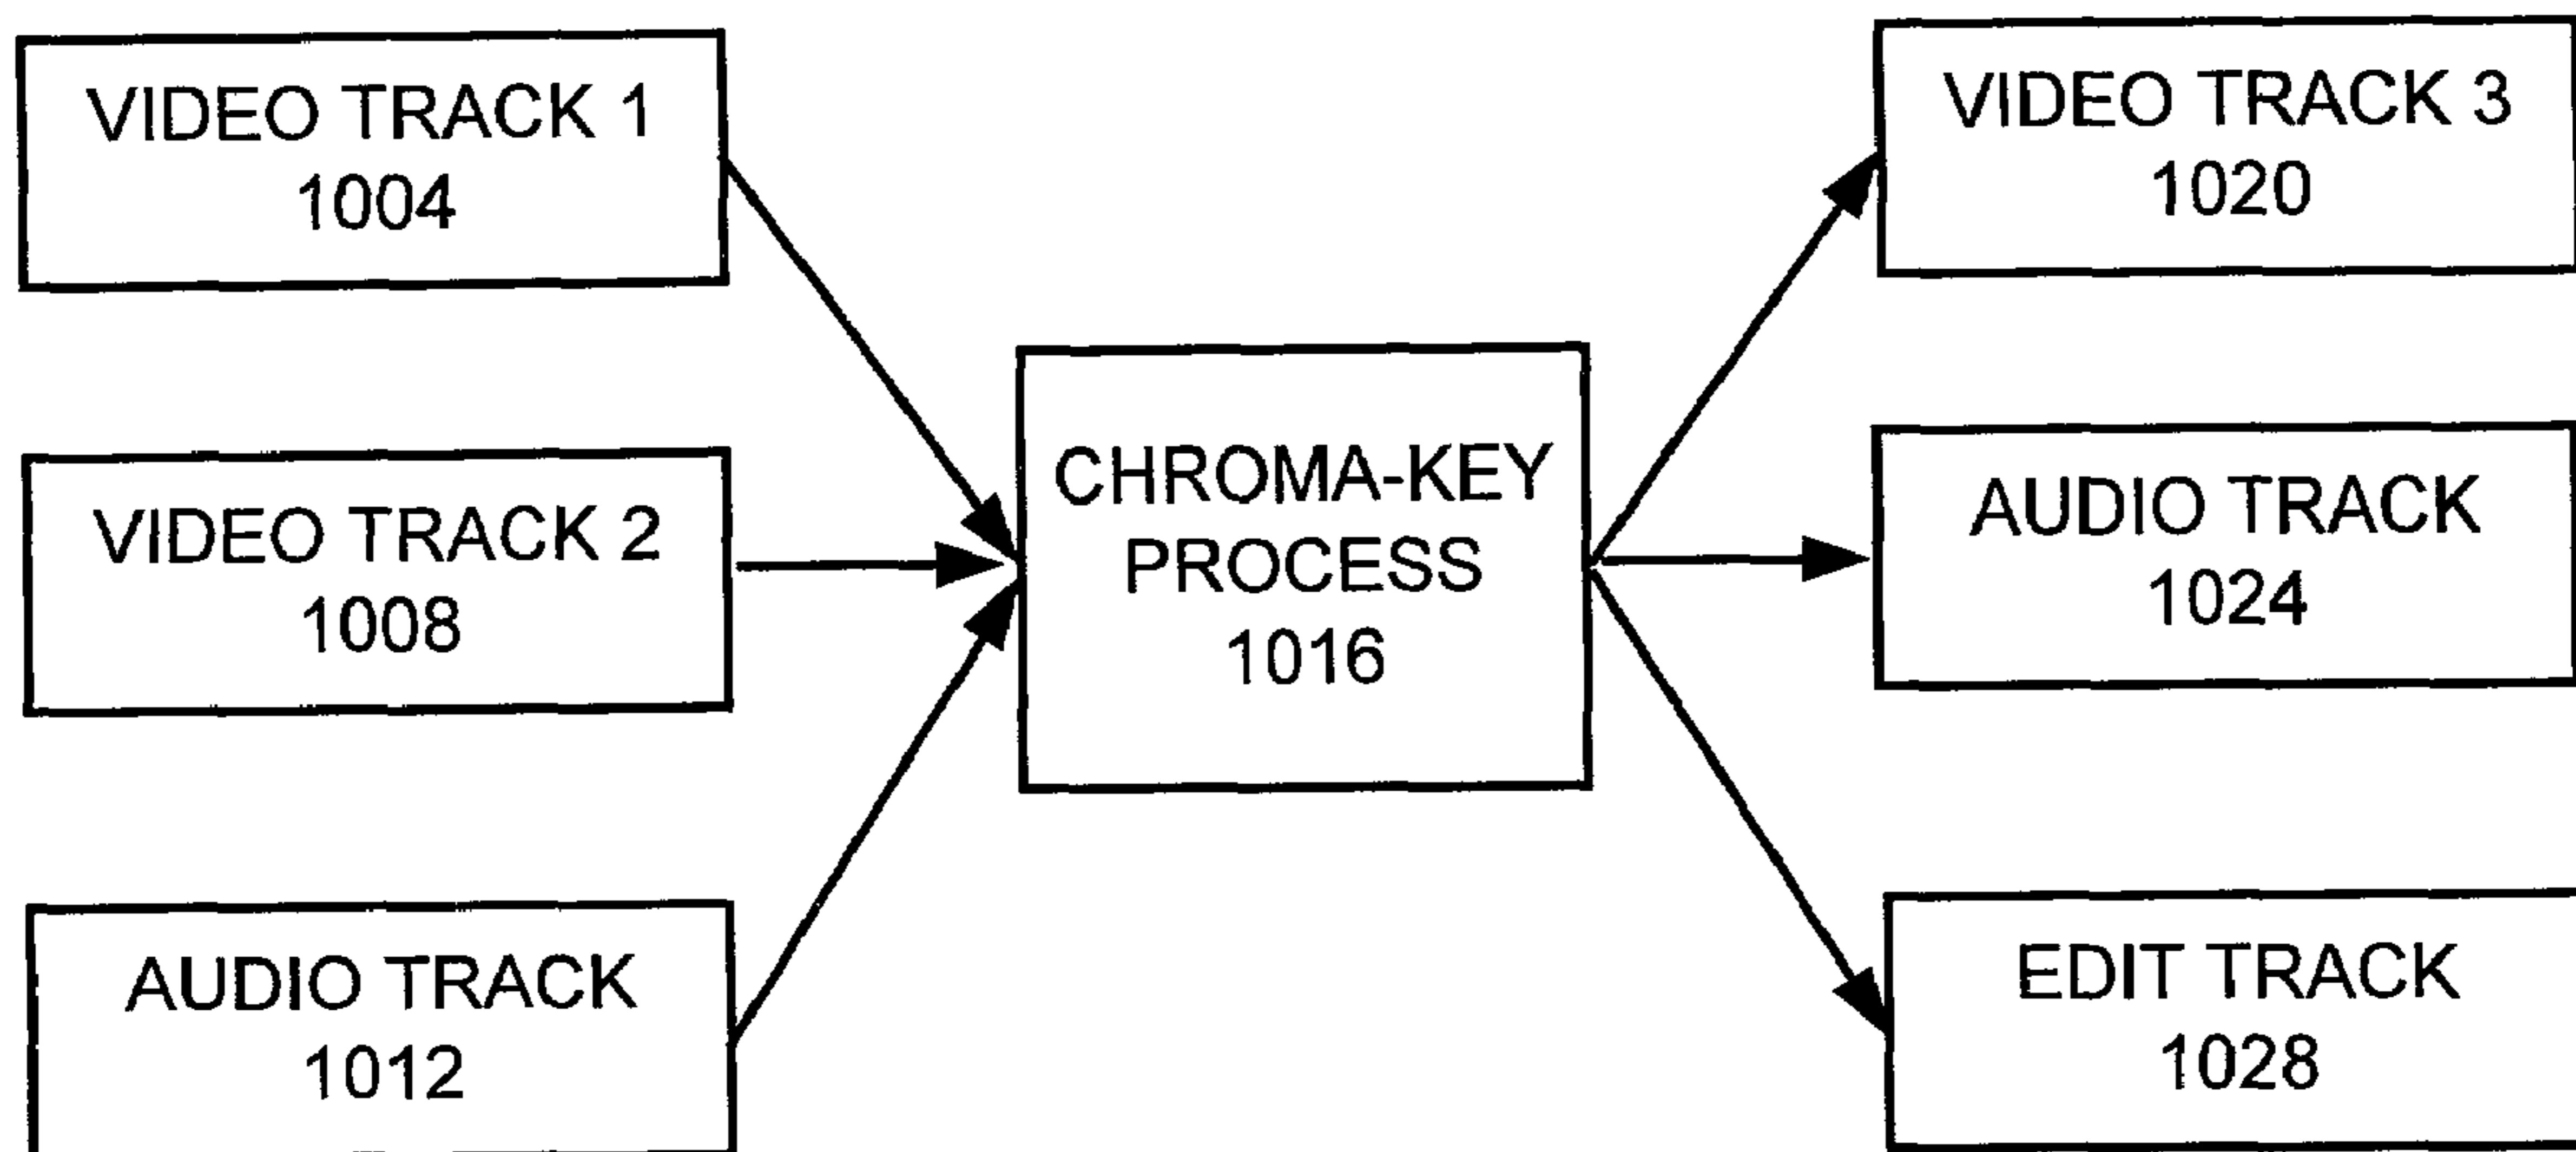 VIDEO TRACK 1
1004
VIDEO TRACK 2
1008
AUDIO TRACK
1012
CHROMA-KEY
PROCESS
1016
VIDEO TRACK 3
1020
AUDIO TRACK
1024
EDIT TRACK
1028